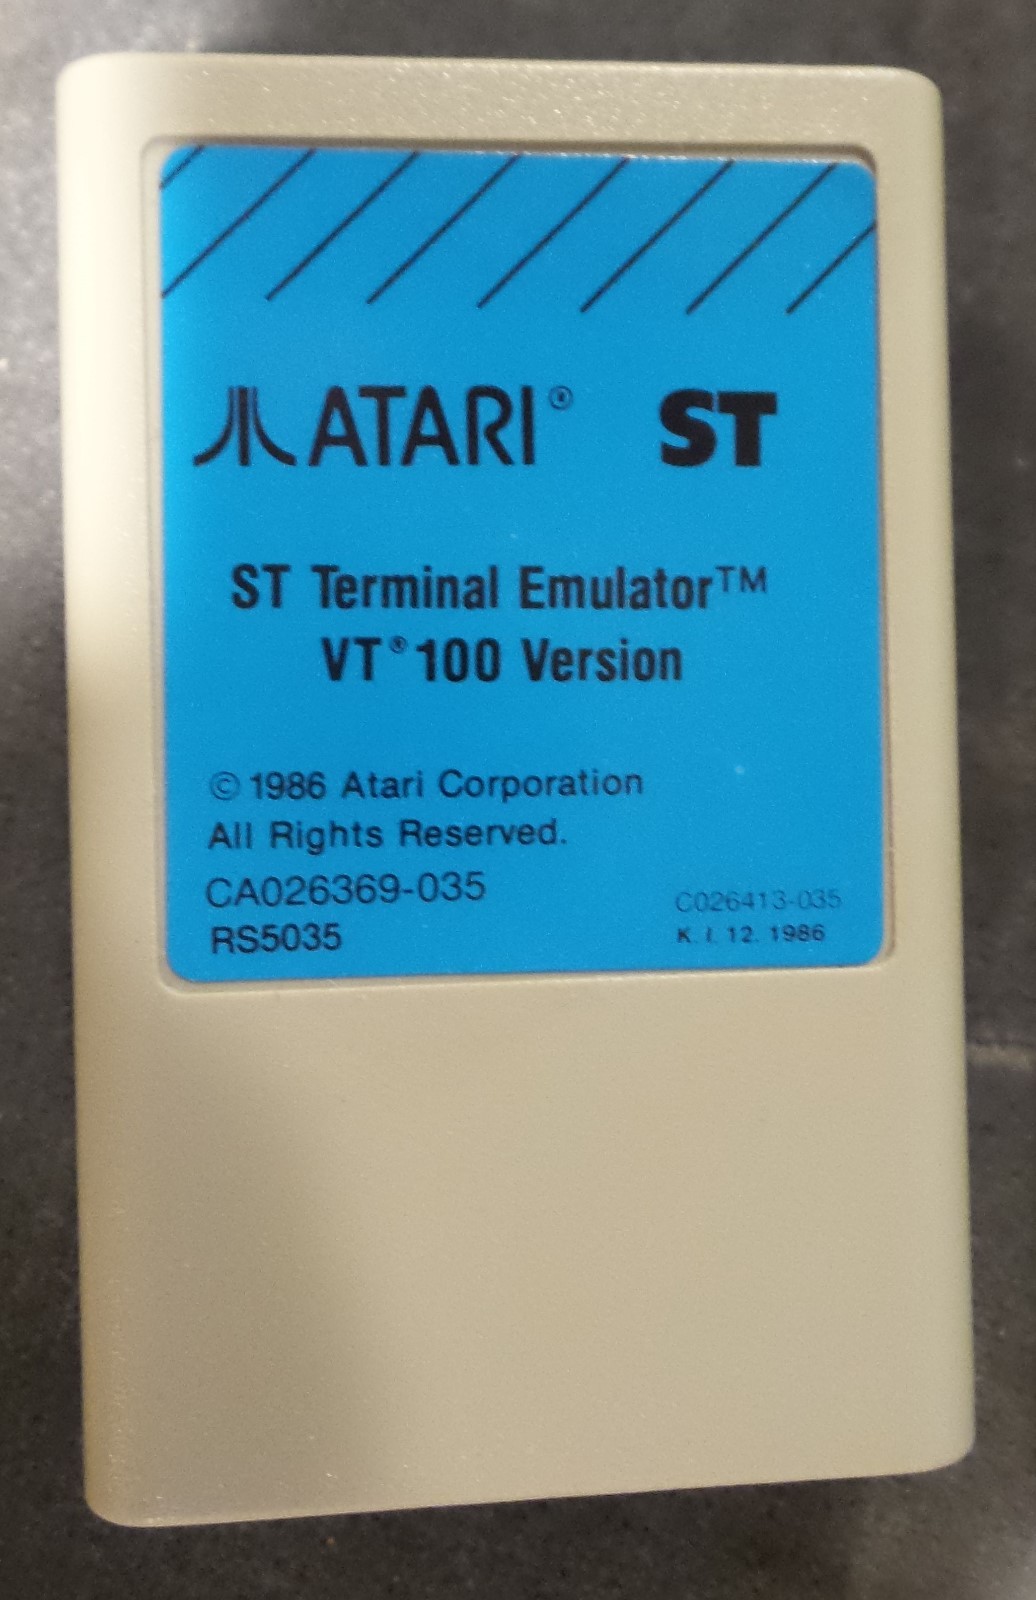 ATARI® ST
ST Terminal Emulator™
VT® 100 Version
© 1986 Atari Corporation
All Rights Reserved.
CA026369-035
C026413-035
RS5035
K. I. 12. 1986